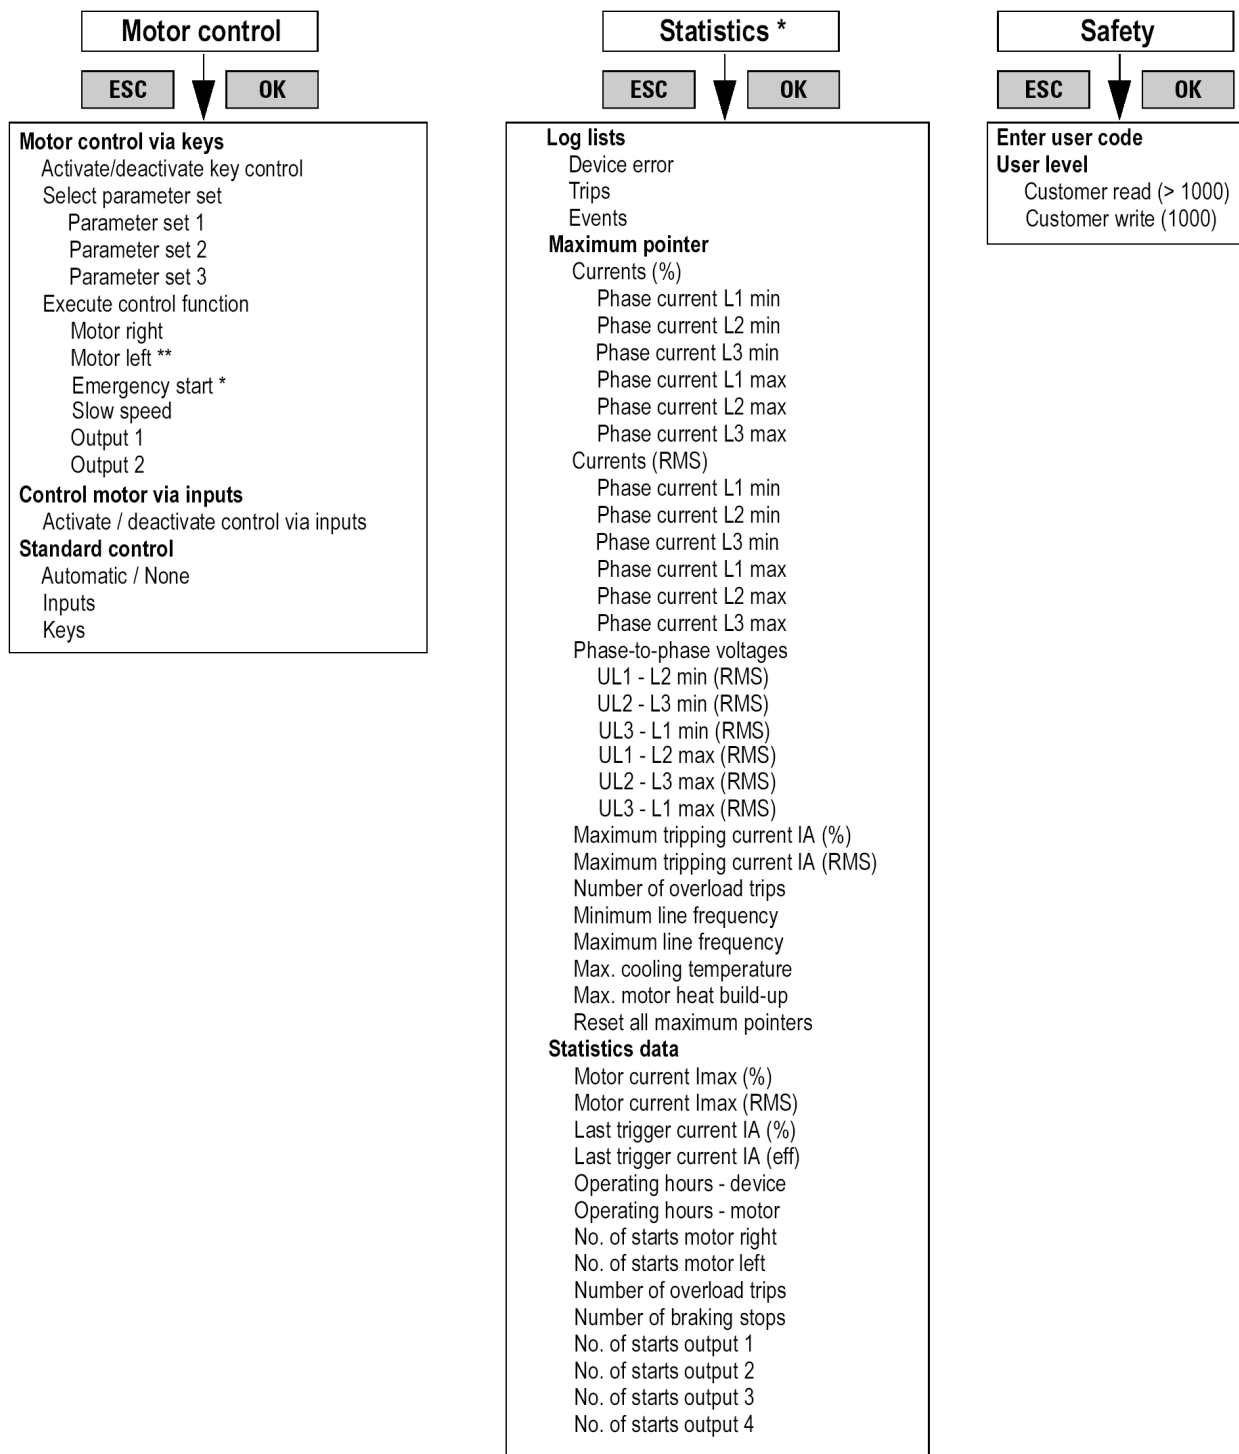 Motor control
ESC OK
Motor control via keys
Activate/deactivate key control
Select parameter set
Parameter set 1
Parameter set 2
Parameter set 3
Execute control function
Motor right
Motor left **
Emergency start *
Slow speed
Output 1
Output 2
Control motor via inputs
Activate / deactivate control via inputs
Standard control
Automatic / None
Inputs
Keys
Statistics *
ESC OK
Log lists
Device error
Trips
Events
Maximum pointer
Currents (%)
Phase current L1 min
Phase current L2 min
Phase current L3 min
Phase current L1 max
Phase current L2 max
Phase current L3 max
Currents (RMS)
Phase current L1 min
Phase current L2 min
Phase current L3 min
Phase current L1 max
Phase current L2 max
Phase current L3 max
Phase-to-phase voltages
UL1 - L2 min (RMS)
UL2 - L3 min (RMS)
UL3 - L1 min (RMS)
UL1 - L2 max (RMS)
UL2 - L3 max (RMS)
UL3 - L1 max (RMS)
Maximum tripping current IA (%)
Maximum tripping current IA (RMS)
Number of overload trips
Minimum line frequency
Maximum line frequency
Max. cooling temperature
Max. motor heat build-up
Reset all maximum pointers
Statistics data
Motor current Imax (%)
Motor current Imax (RMS)
Last trigger current IA (%)
Last trigger current IA (eff)
Operating hours - device
Operating hours - motor
No. of starts motor right
No. of starts motor left
Number of overload trips
Number of braking stops
No. of starts output 1
No. of starts output 2
No. of starts output 3
No. of starts output 4
Safety
ESC OK
Enter user code
User level
Customer read (> 1000)
Customer write (1000)